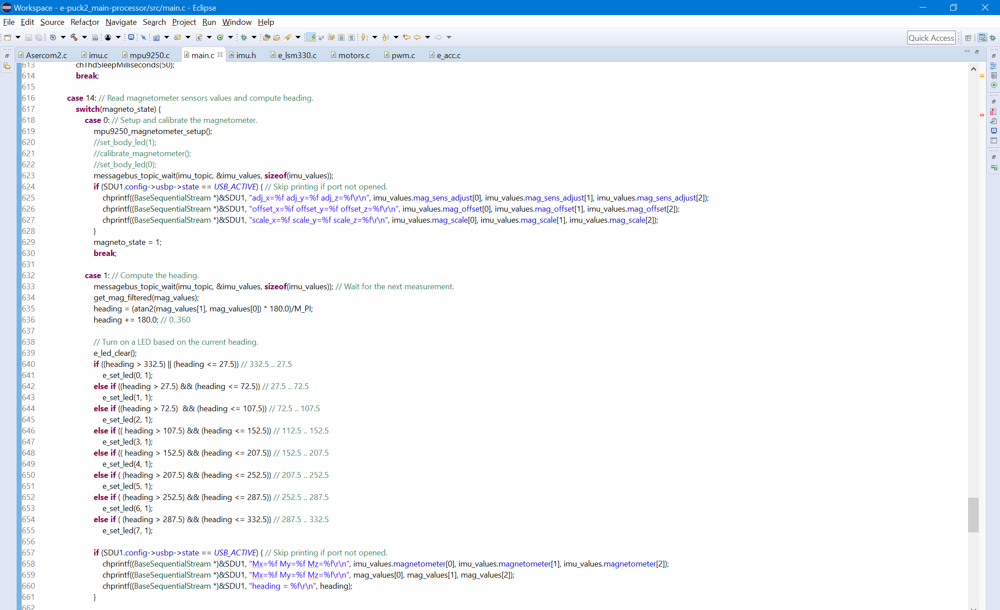 Workspace - e-puck2_main-processor/src/main.c - Eclipse
File Edit Source Refactor Navigate Search Project Run Window Help
Quick Access
Asercom2.c imu.c mpu9250.c main.c imu.h e_lsm330.c motors.c pwm.c e_acc.c
613 chThdSleepMilliseconds(50);
614 break;
615
616 case 14: // Read magnetometer sensors values and compute heading.
617 switch(magneto_state) {
618 case 0: // Setup and calibrate the magnetometer.
619 mpu9250_magnetometer_setup();
620 //set_body_led(1);
621 //calibrate_magnetometer();
622 //set_body_led(0);
623 messagebus_topic_wait(imu_topic, &imu_values, sizeof(imu_values));
624 if (SDU1.config->usbp->state == USB_ACTIVE) { // Skip printing if port not opened.
625 chprintf((BaseSequentialStream *)&SDU1, "adj_x=%f adj_y=%f adj_z=%f\r\n", imu_values.mag_sens_adjust[0], imu_values.mag_sens_adjust[1], imu_values.mag_sens_adjust[2]);
626 chprintf((BaseSequentialStream *)&SDU1, "offset_x=%f offset_y=%f offset_z=%f\r\n", imu_values.mag_offset[0], imu_values.mag_offset[1], imu_values.mag_offset[2]);
627 chprintf((BaseSequentialStream *)&SDU1, "scale_x=%f scale_y=%f scale_z=%f\r\n", imu_values.mag_scale[0], imu_values.mag_scale[1], imu_values.mag_scale[2]);
628 }
629 magneto_state = 1;
630 break;
631
632 case 1: // Compute the heading.
633 messagebus_topic_wait(imu_topic, &imu_values, sizeof(imu_values)); // Wait for the next measurement.
634 get_mag_filtered(mag_values);
635 heading = (atan2(mag_values[1], mag_values[0]) * 180.0)/M_PI;
636 heading += 180.0; // 0..360
637
638 // Turn on a LED based on the current heading.
639 e_led_clear();
640 if ((heading > 332.5) || (heading <= 27.5)) // 332.5 .. 27.5
641 e_set_led(0, 1);
642 else if ((heading > 27.5) && (heading <= 72.5)) // 27.5 .. 72.5
643 e_set_led(1, 1);
644 else if ((heading > 72.5)  && (heading <= 107.5)) // 72.5 .. 107.5
645 e_set_led(2, 1);
646 else if (( heading > 107.5) && (heading <= 152.5)) // 112.5 .. 152.5
647 e_set_led(3, 1);
648 else if (( heading > 152.5) && (heading <= 207.5)) // 152.5 .. 207.5
649 e_set_led(4, 1);
650 else if ( (heading > 207.5) && (heading <= 252.5)) // 207.5 .. 252.5
651 e_set_led(5, 1);
652 else if ( (heading > 252.5) && (heading <= 287.5)) // 252.5 .. 287.5
653 e_set_led(6, 1);
654 else if ( (heading > 287.5) && (heading <= 332.5)) // 287.5 .. 332.5
655 e_set_led(7, 1);
656
657 if (SDU1.config->usbp->state == USB_ACTIVE) { // Skip printing if port not opened.
658 chprintf((BaseSequentialStream *)&SDU1, "Mx=%f My=%f Mz=%f\r\n", imu_values.magnetometer[0], imu_values.magnetometer[1], imu_values.magnetometer[2]);
659 chprintf((BaseSequentialStream *)&SDU1, "Mx=%f My=%f Mz=%f\r\n", mag_values[0], mag_values[1], mag_values[2]);
660 chprintf((BaseSequentialStream *)&SDU1, "heading = %f\r\n", heading);
661 }
662